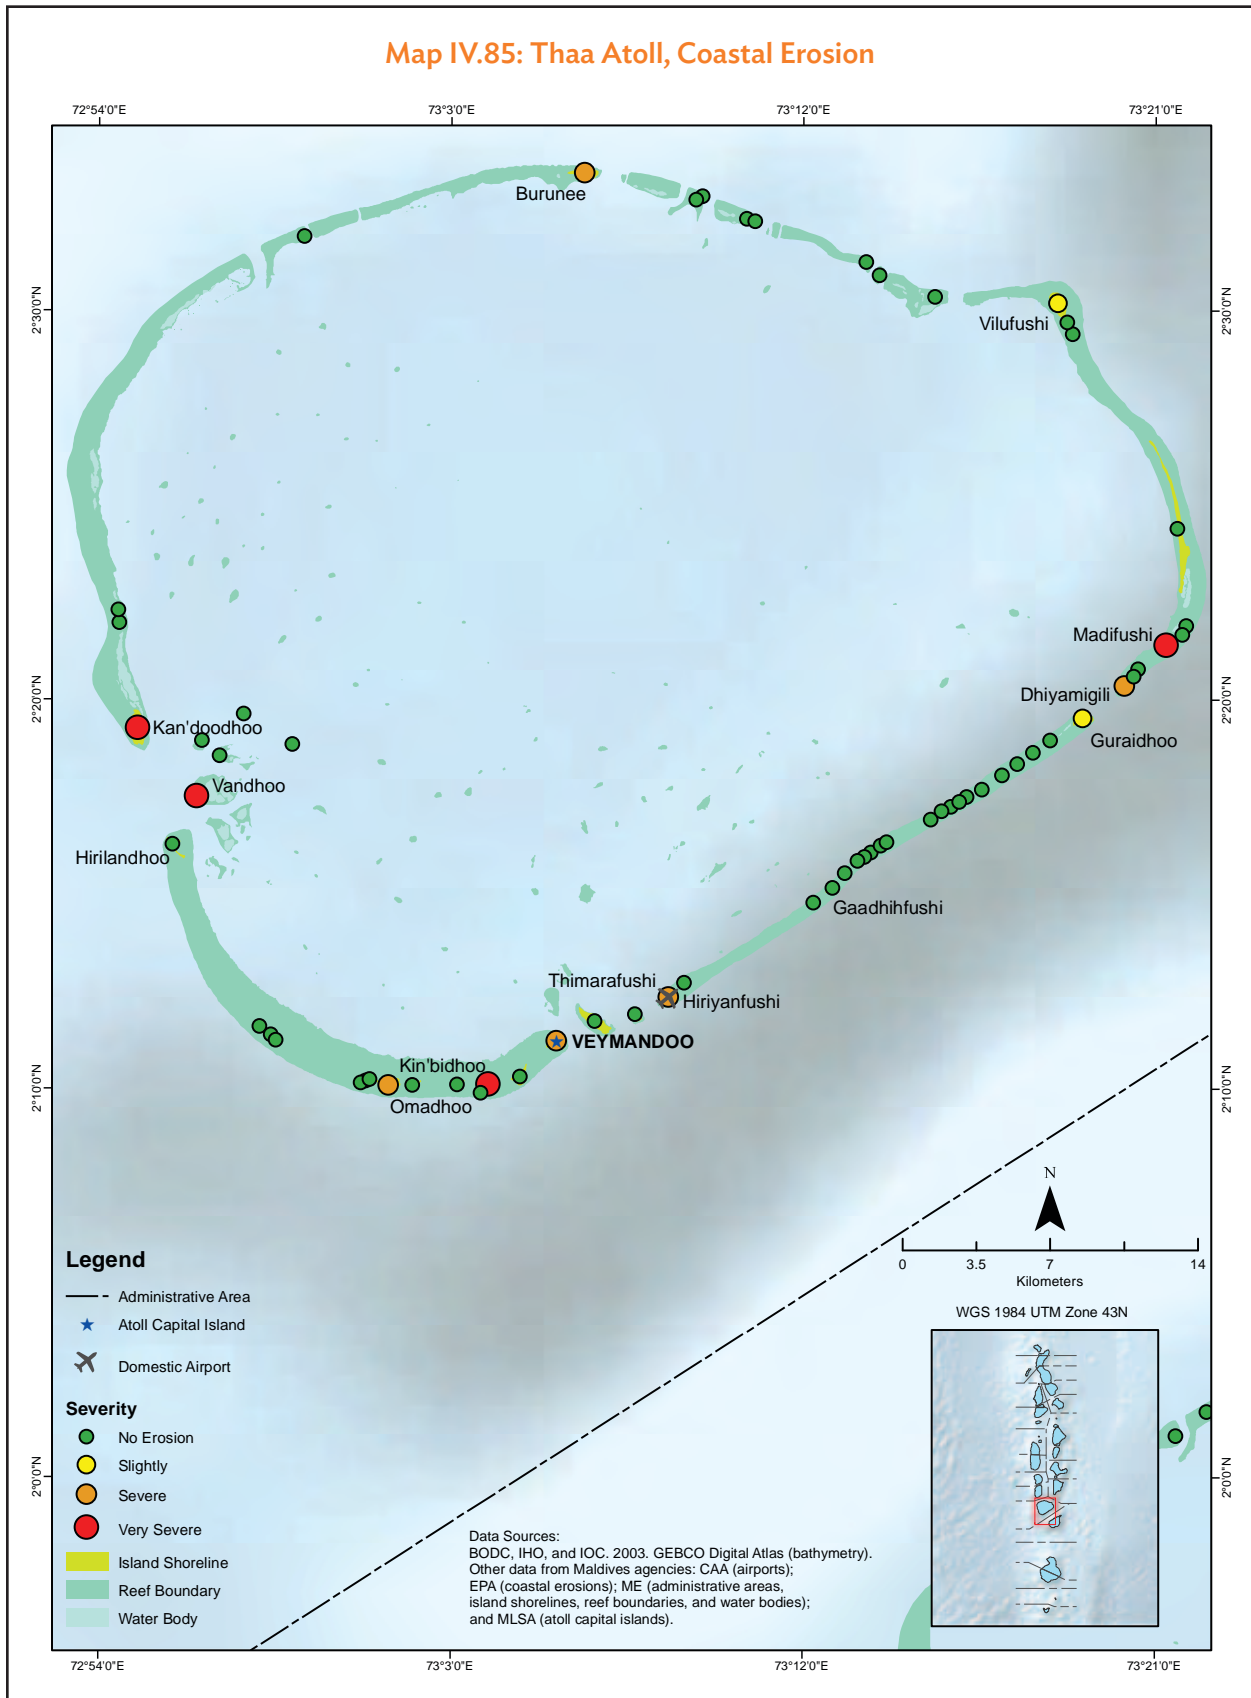 Map IV.85: Thaa Atoll, Coastal Erosion
72°54'0"E
73°3'0"E
73°12'0"E
73°21'0"E
Burunee
2°30'0"N
2°30'0"N
Vilufushi
Madifushi
Dhiyamigili
2°20'0"N
2°20'0"N
Kan'doodhoo
Guraidhoo
Vandhoo
Hirilandhoo
Gaadhihfushi
Thimarafushi
Hiriyanfushi
VEYMANDOO
Kin'bidhoo
2°10'0"N
2°10'0"N
Omadhoo
N
0
3.5
7
14
Kilometers
WGS 1984 UTM Zone 43N
Legend
Administrative Area
Atoll Capital Island
Domestic Airport
Severity
No Erosion
Slightly
Severe
Very Severe
Island Shoreline
Reef Boundary
Water Body
2°0'0"N
2°0'0"N
Data Sources:
BODC, IHO, and IOC. 2003. GEBCO Digital Atlas (bathymetry).
Other data from Maldives agencies: CAA (airports);
EPA (coastal erosions); ME (administrative areas,
island shorelines, reef boundaries, and water bodies);
and MLSA (atoll capital islands).
72°54'0"E
73°3'0"E
73°12'0"E
73°21'0"E